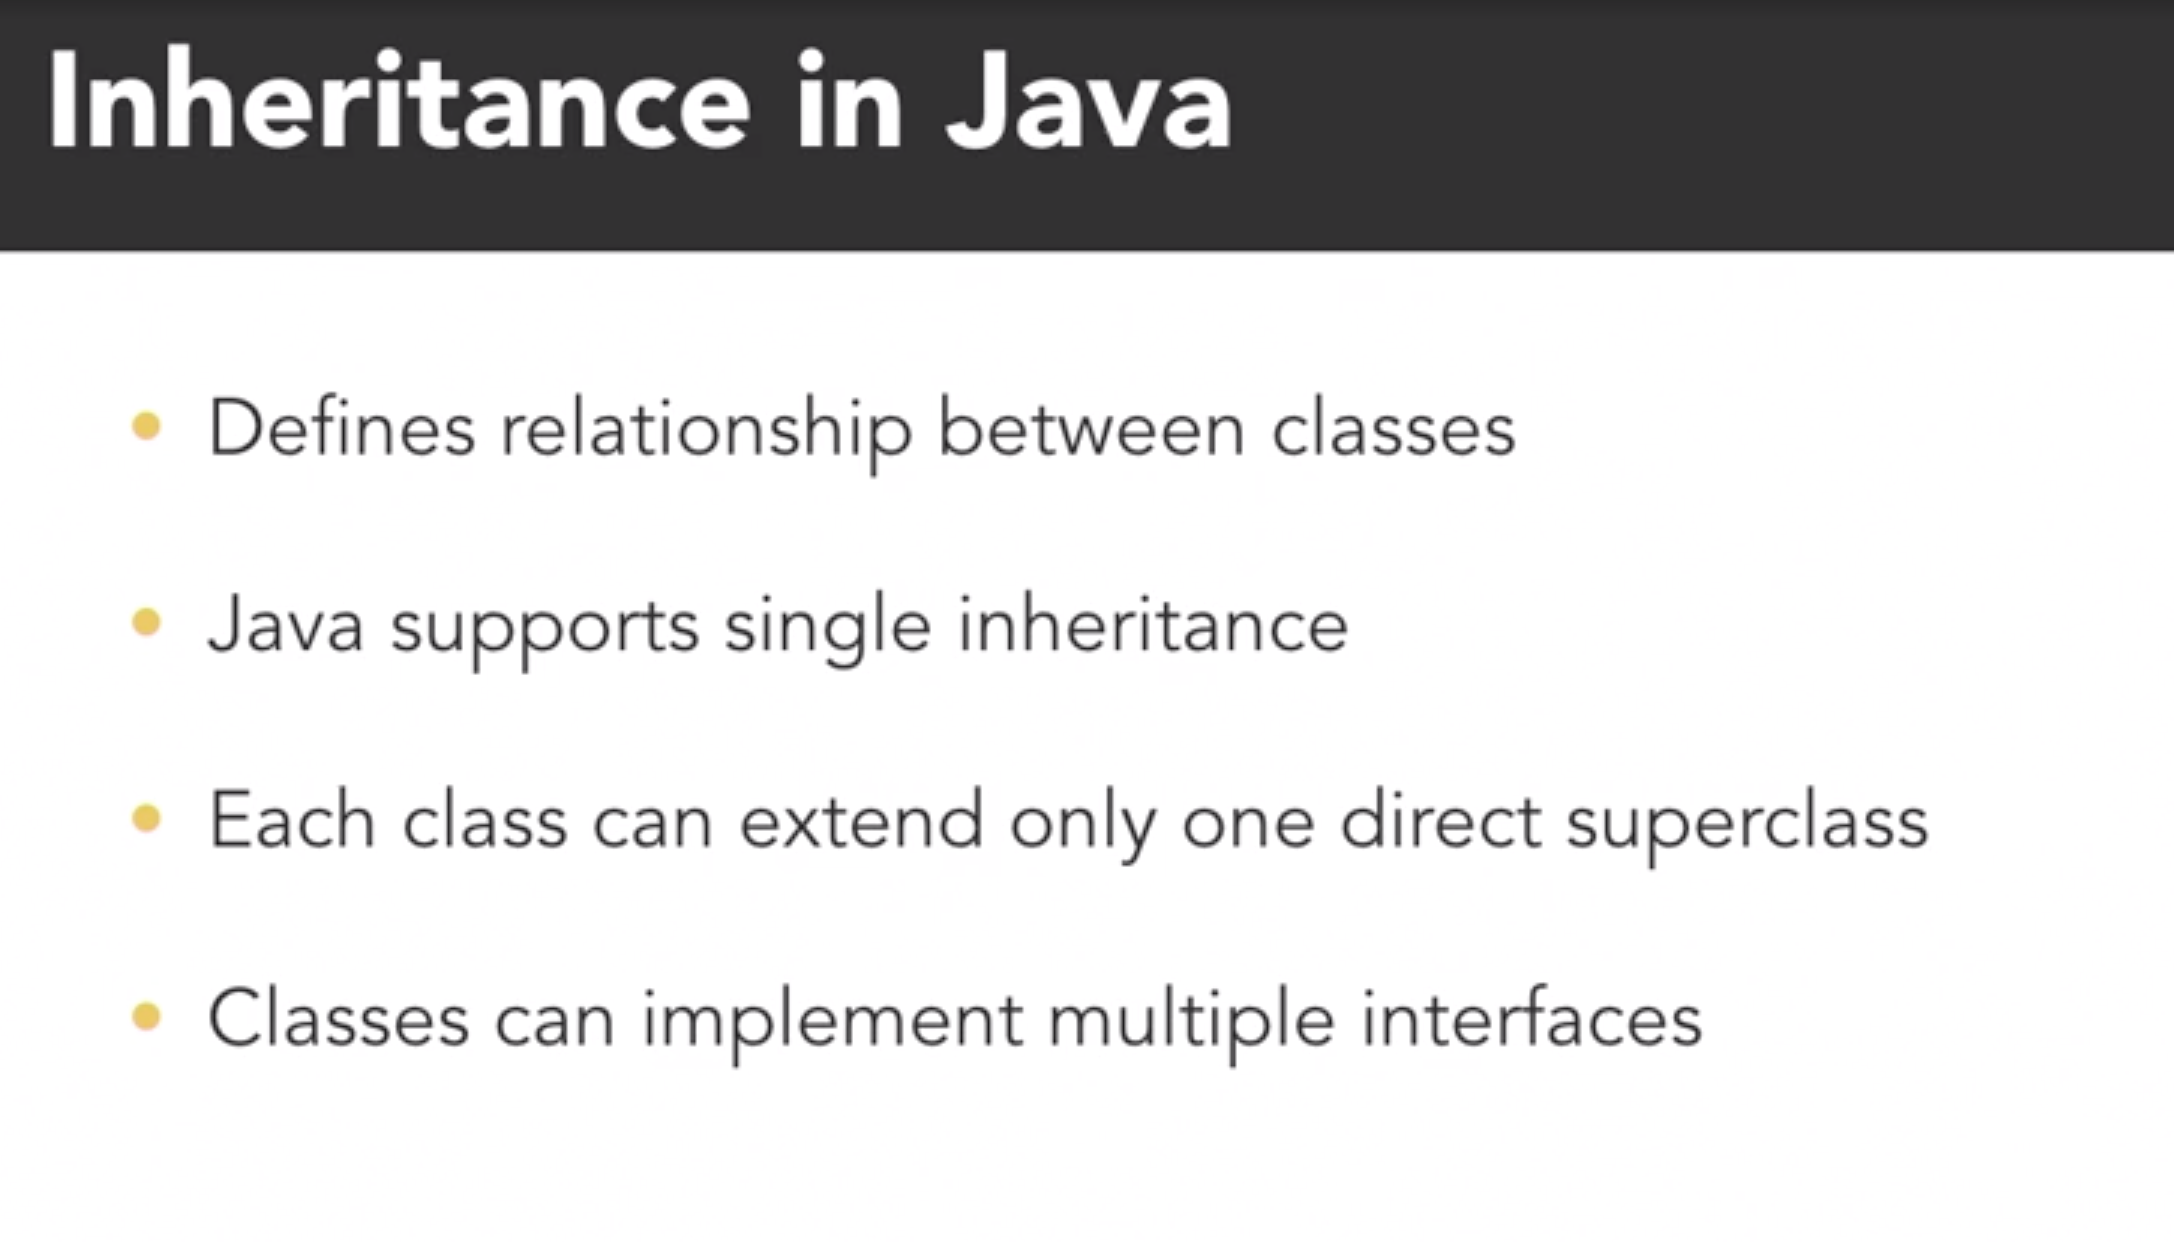 Inheritance in Java
Defines relationship between classes
Java supports single inheritance
Each class can extend only one direct superclass
Classes can implement multiple interfaces